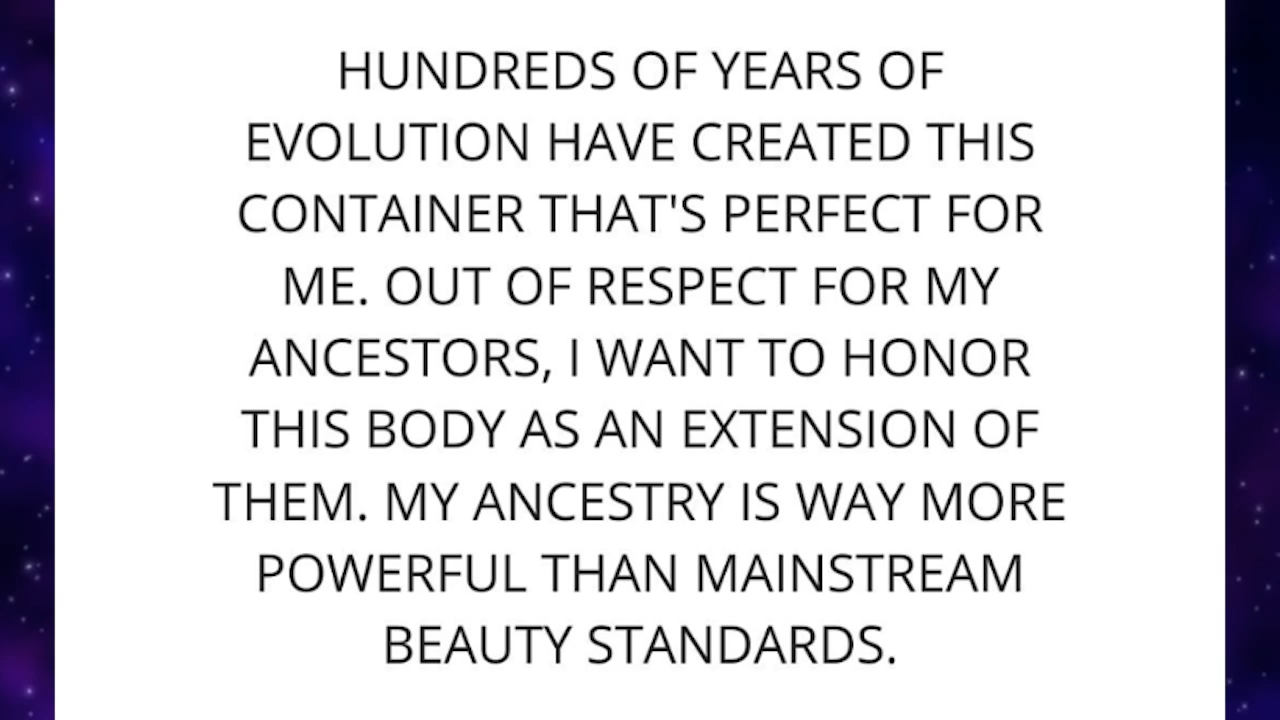 HUNDREDS OF YEARS OF
EVOLUTION HAVE CREATED THIS
CONTAINER THAT'S PERFECT FOR
ME. OUT OF RESPECT FOR MY
ANCESTORS, I WANT TO HONOR
THIS BODY AS AN EXTENSION OF
THEM. MY ANCESTRY IS WAY MORE
POWERFUL THAN MAINSTREAM
BEAUTY STANDARDS.